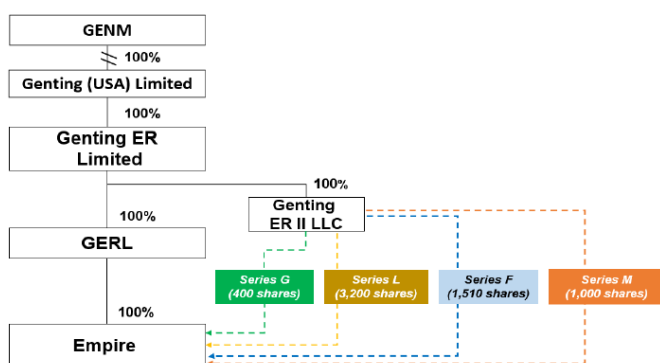 GENM
100%
Genting (USA) Limited
100%
Genting ER
Limited
100%
Genting
ER II LLC
100%
GERL
Series G
(400 shares)
Series L
(3,200 shares)
Series F
(1,510 shares)
Series M
(1,000 shares)
100%
Empire